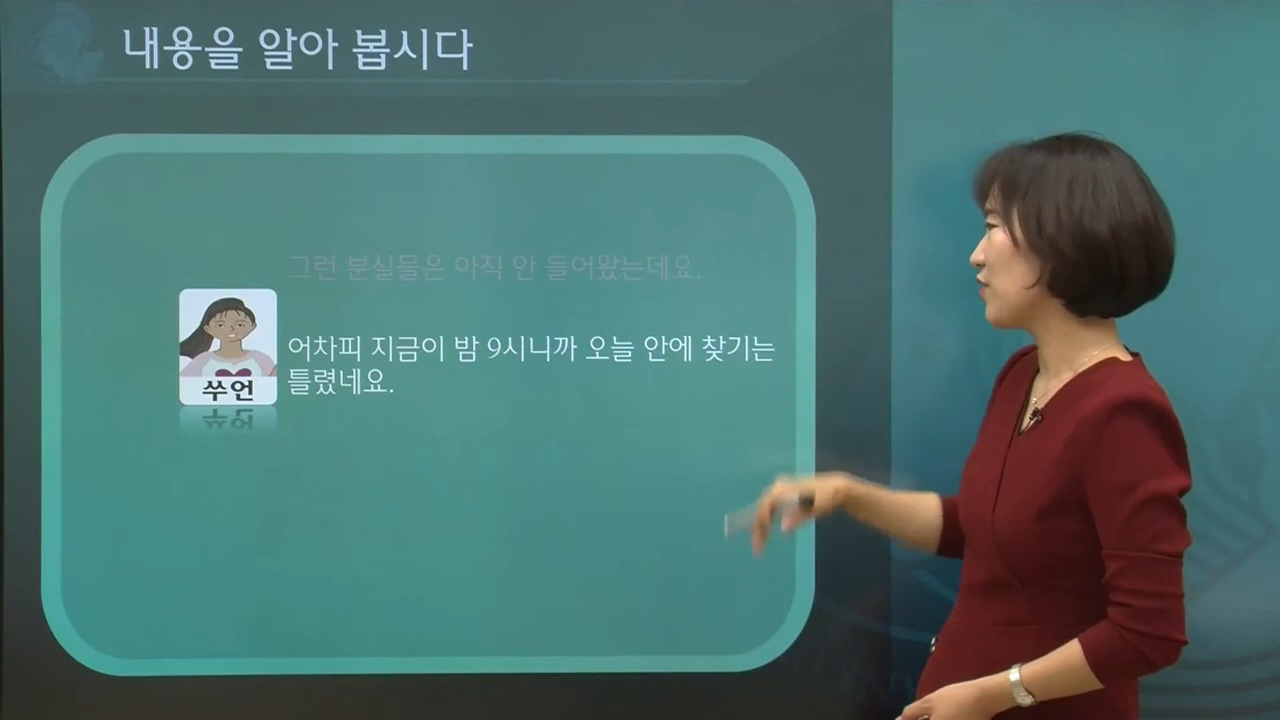 내용을 알아 봅시다
그런 분실물은 아직 안 들어왔는데요.
어차피 지금이 밤 9시니까 오늘 안에 찾기는
틀렸네요.
쑤언